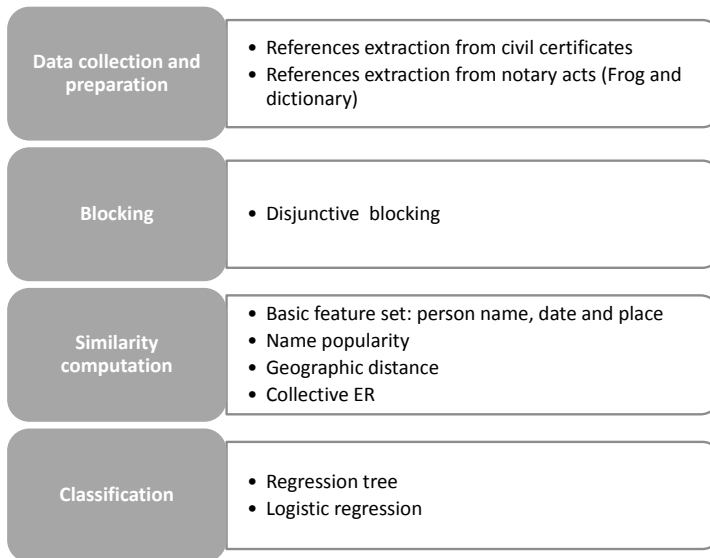 Data collection and
preparation
• References extraction from civil certificates
• References extraction from notary acts (Frog and
dictionary)
Blocking
• Disjunctive blocking
Similarity
computation
• Basic feature set: person name, date and place
• Name popularity
• Geographic distance
• Collective ER
Classification
• Regression tree
• Logistic regression